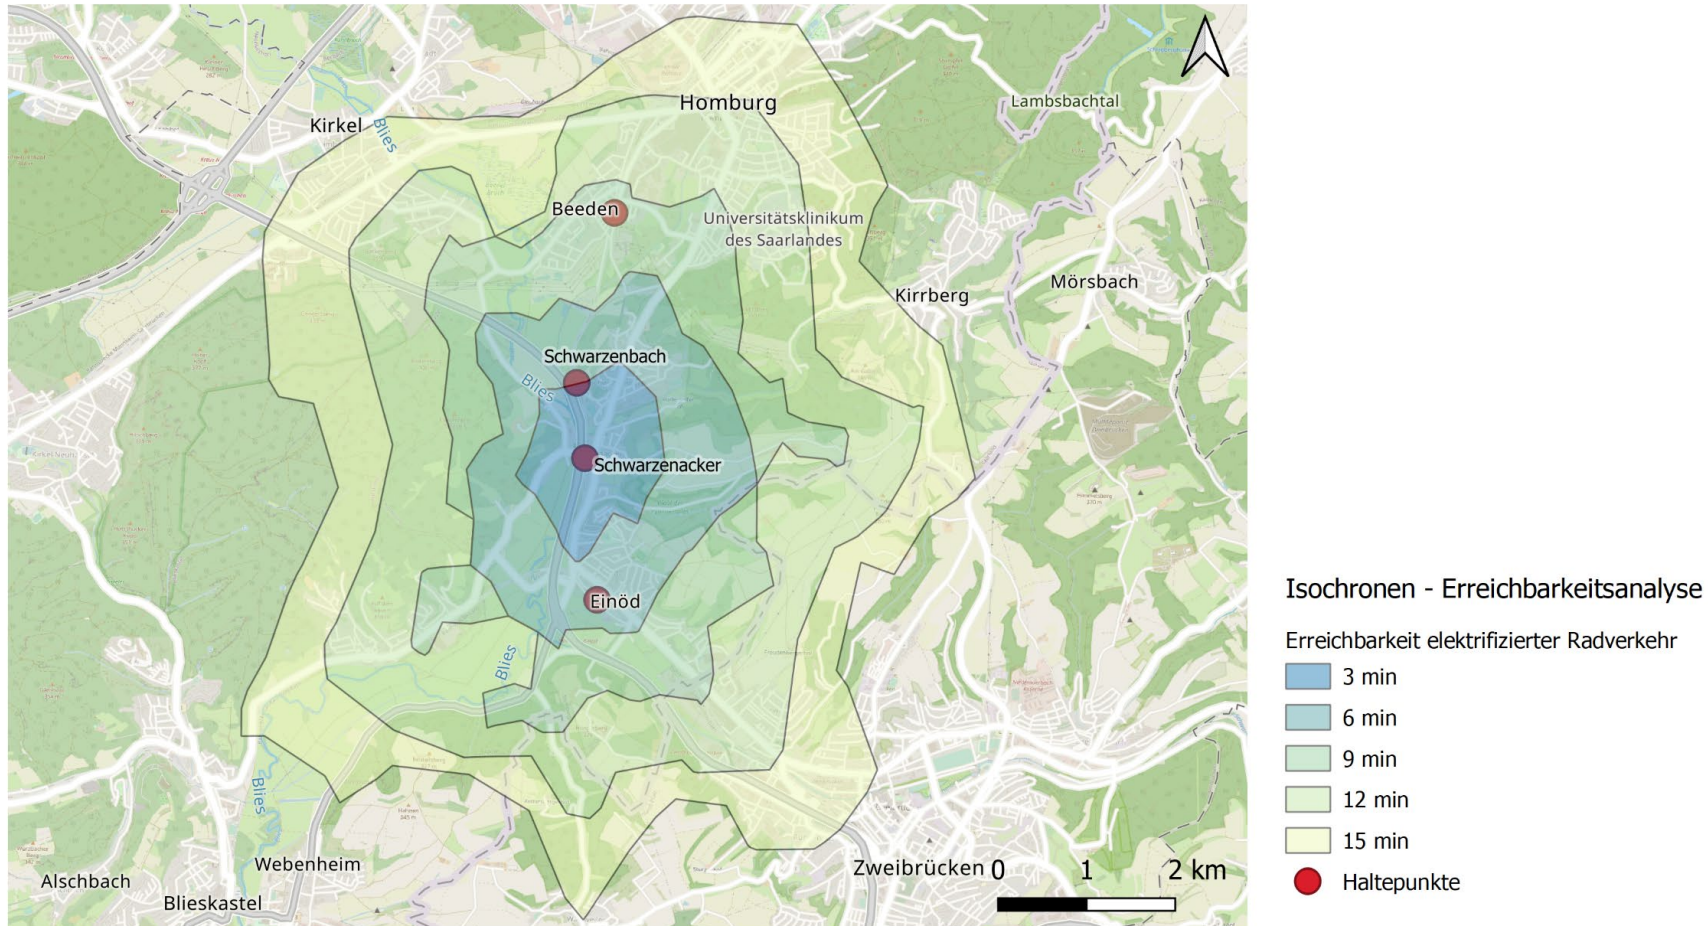 Homburg
Lambsbachtal
Kirkel
Blies
Beeden
Universitätsklinikum
des Saarlandes
Mörsbach
Kirrberg
Schwarzenbach
Blies
Schwarzenacker
Einöd
Blies
Blies
Webenheim
Alschbach
Blieskastel
Zweibrücken
0 1 2 km
Isochronen - Erreichbarkeitsanalyse
Erreichbarkeit elektrifizierter Radverkehr
3 min
6 min
9 min
12 min
15 min
Haltepunkte